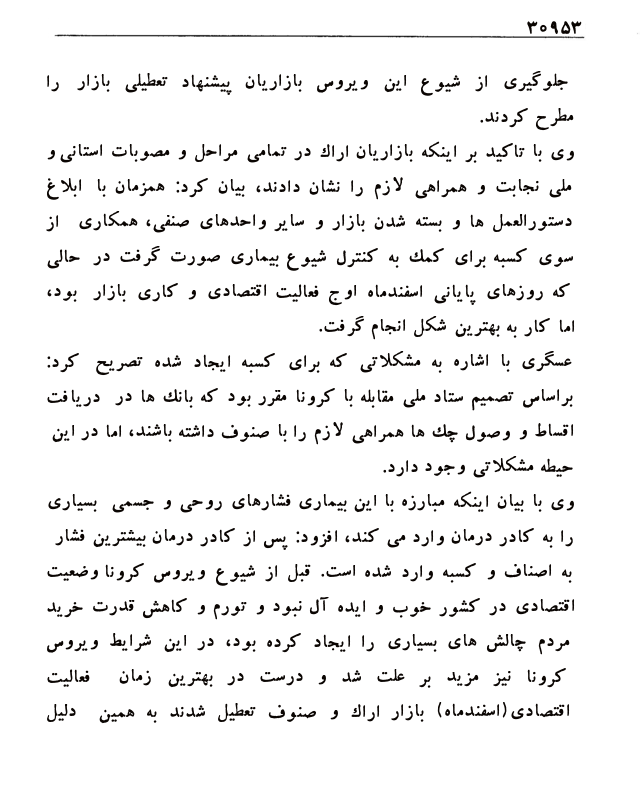 ۳۰۹۵۳
جلوگیری از شیوع این ویروس بازاریان پیشنهاد تعطیلی بازار را
مطرح کردند.
وی با تاکید بر اینکه بازاریان اراك در تمامی مراحل و مصوبات استانی و
ملی نجابت و همراهی لازم را نشان دادند، بیان کرد: همزمان با ابلاغ
دستورالعمل ها و بسته شدن بازار و سایر واحدهای صنفی، همکاری از
سوی کسبه برای کمك به کنترل شیوع بیماری صورت گرفت در حالی
که روزهای پایانی اسفندماه اوج فعالیت اقتصادی و کاری بازار بود،
اما کار به بهترین شکل انجام گرفت.
عسگری با اشاره به مشکلاتی که برای کسبه ایجاد شده تصریح کرد:
براساس تصمیم ستاد ملی مقابله با کرونا مقرر بود که بانك ها در دریافت
اقساط و وصول چك ها همراهی لازم را با صنوف داشته باشند، اما در این
حیطه مشکلاتی وجود دارد.
وی با بیان اینکه مبارزه با این بیماری فشارهای روحی و جسمی بسیاری
را به کادر درمان وارد می کند، افزود: پس از کادر درمان بیشترین فشار
به اصناف و کسبه وارد شده است. قبل از شیوع ویروس کرونا وضعیت
اقتصادی در کشور خوب و ایده آل نبود و تورم و کاهش قدرت خرید
مردم چالش های بسیاری را ایجاد کرده بود، در این شرایط ویروس
کرونا نیز مزید بر علت شد و درست در بهترین زمان فعالیت
اقتصادی(اسفندماه) بازار اراك و صنوف تعطیل شدند به همین دلیل